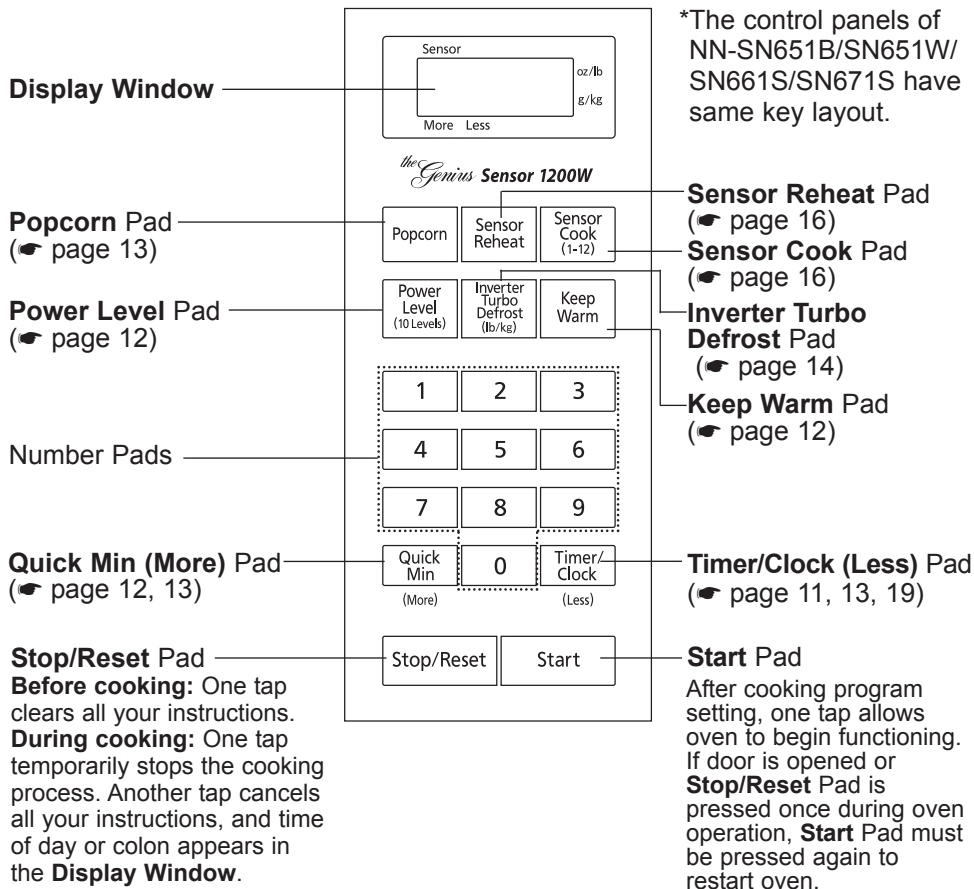 *The control panels of
NN-SN651B/SN651W/
SN661S/SN671S have
same key layout.
Display Window
Sensor
oz/lb
g/kg
More Less
the Genius Sensor 1200W
Popcorn Pad
(☛ page 13)
Power Level Pad
(☛ page 12)
Number Pads
Quick Min (More) Pad
(☛ page 12, 13)
Stop/Reset Pad
Before cooking: One tap
clears all your instructions.
During cooking: One tap
temporarily stops the cooking
process. Another tap cancels
all your instructions, and time
of day or colon appears in
the Display Window.
Popcorn
Sensor
Reheat
Sensor
Cook
(1-12)
Power
Level
(10 Levels)
Inverter
Turbo
Defrost
(lb/kg)
Keep
Warm
1 2 3
4 5 6
7 8 9
Quick
Min
(More)
0
Timer/
Clock
(Less)
Stop/Reset
Start
Sensor Reheat Pad
(☛ page 16)
Sensor Cook Pad
(☛ page 16)
Inverter Turbo
Defrost Pad
(☛ page 14)
Keep Warm Pad
(☛ page 12)
Timer/Clock (Less) Pad
(☛ page 11, 13, 19)
Start Pad
After cooking program
setting, one tap allows
oven to begin functioning.
If door is opened or
Stop/Reset Pad is
pressed once during oven
operation, Start Pad must
be pressed again to
restart oven.